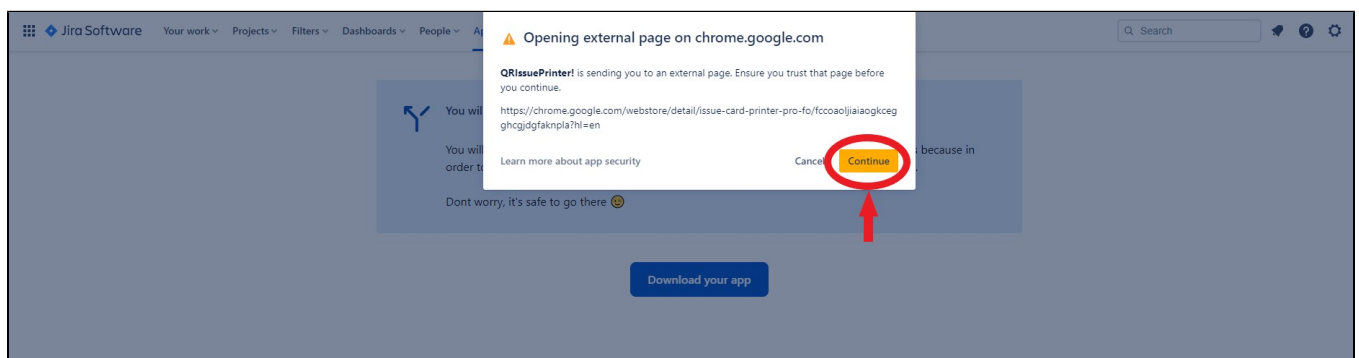 Jira Software Your work Projects Filters Dashboards People Search
Opening external page on chrome.google.com
QRIssuePrinter! is sending you to an external page. Ensure you trust that page before
you continue.
https://chrome.google.com/webstore/detail/issue-card-printer-pro-fo/fccoaoljiaiaogkceg
ghcgjdgfaknpla?hl=en
Learn more about app security Cancel Continue
You will
You will because in
order to
Dont worry, it's safe to go there
Download your app